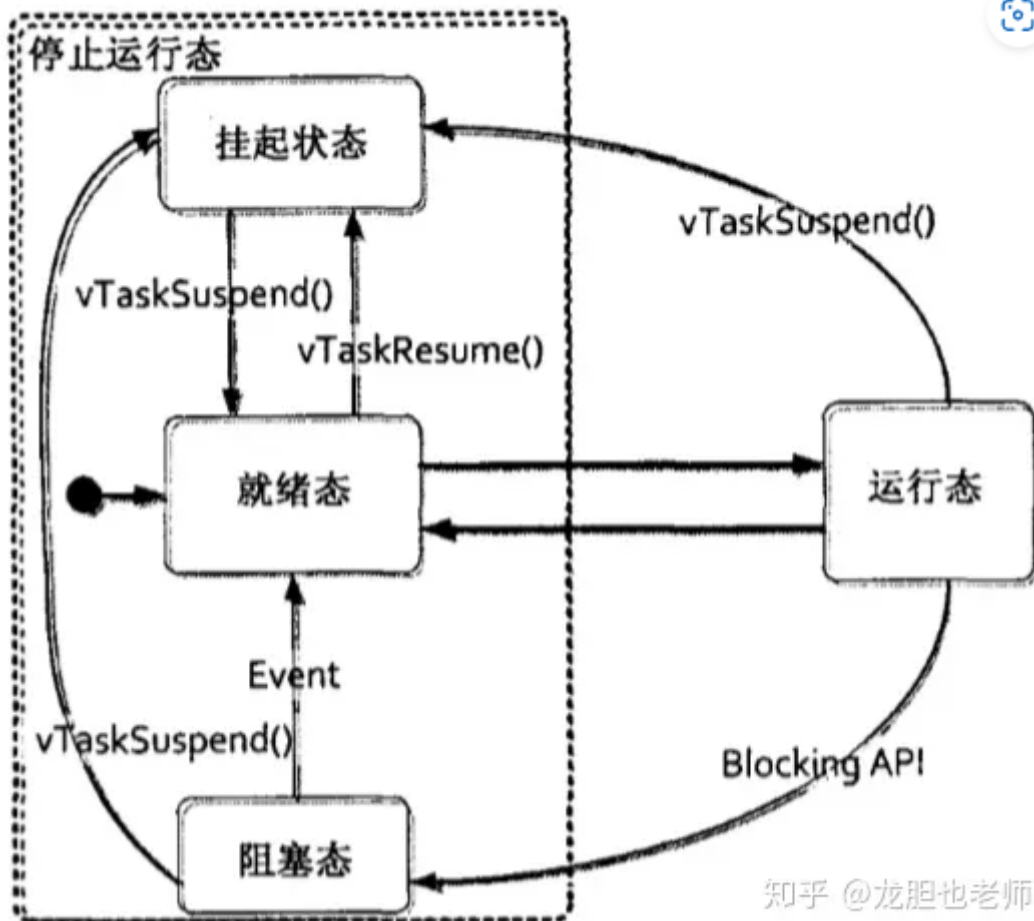 停止运行态
挂起状态
vTaskSuspend()
vTaskSuspend()
vTaskResume()
就绪态
运行态
Event
vTaskSuspend()
Blocking API
阻塞态
知乎 @龙胆也老师